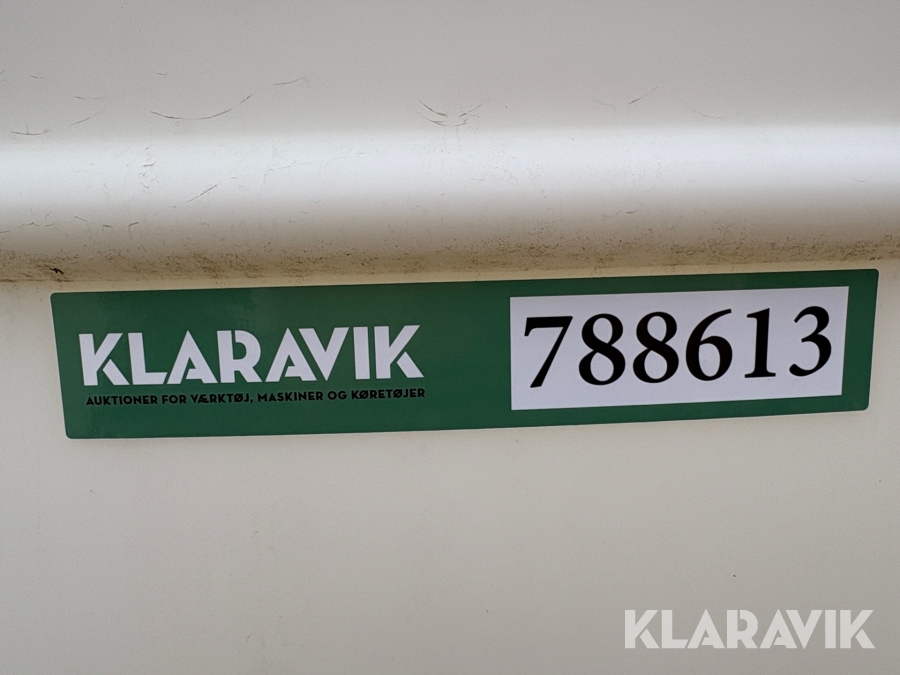 KLARAVIK
AUKTIONER FOR VÆRKTØJ, MASKINER OG KØRETØJER
788613
KLARAVIK